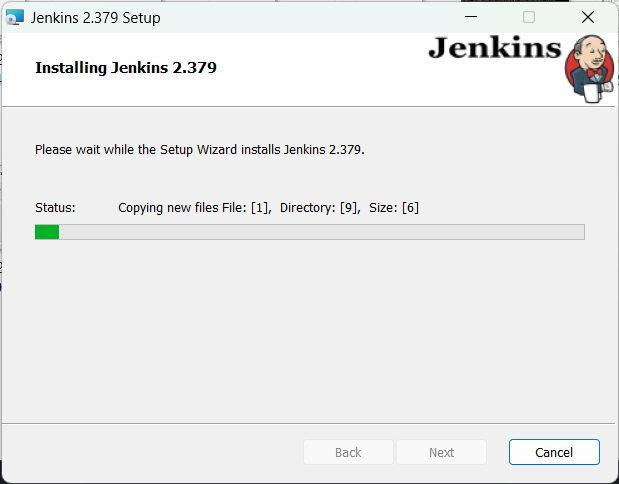 Jenkins 2.379 Setup
Jenkins
Installing Jenkins 2.379
Please wait while the Setup Wizard installs Jenkins 2.379.
Status: Copying new files File: [1], Directory: [9], Size: [6]
Back Next Cancel